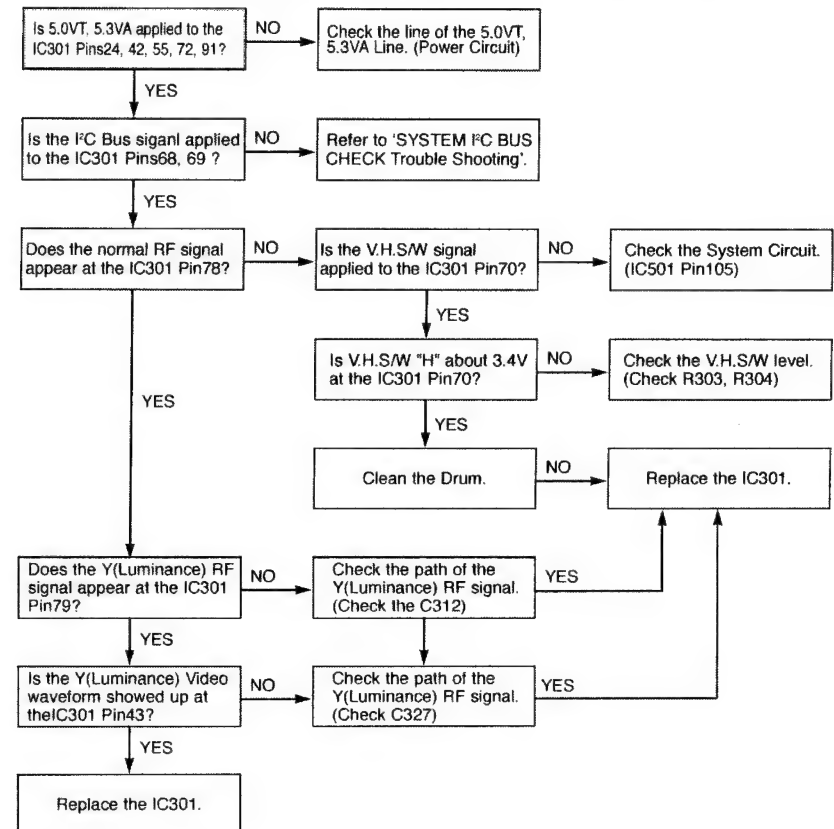 Is 5.0VT, 5.3VA applied to the
IC301 Pins24, 42, 55, 72, 91?
NO
Check the line of the 5.0VT,
5.3VA Line. (Power Circuit)
YES
Is the I²C Bus siganl applied
to the IC301 Pins68, 69 ?
NO
Refer to 'SYSTEM I²C BUS
CHECK Trouble Shooting'.
YES
Does the normal RF signal
appear at the IC301 Pin78?
NO
Is the V.H.S/W signal
applied to the IC301 Pin70?
NO
Check the System Circuit.
(IC501 Pin105)
YES
Is V.H.S/W "H" about 3.4V
at the IC301 Pin70?
NO
Check the V.H.S/W level.
(Check R303, R304)
YES
YES
Clean the Drum.
NO
Replace the IC301.
Does the Y(Luminance) RF
signal appear at the IC301
Pin79?
NO
Check the path of the
Y(Luminance) RF signal.
(Check the C312)
YES
YES
Is the Y(Luminance) Video
waveform showed up at
theIC301 Pin43?
NO
Check the path of the
Y(Luminance) RF signal.
(Check C327)
YES
YES
Replace the IC301.